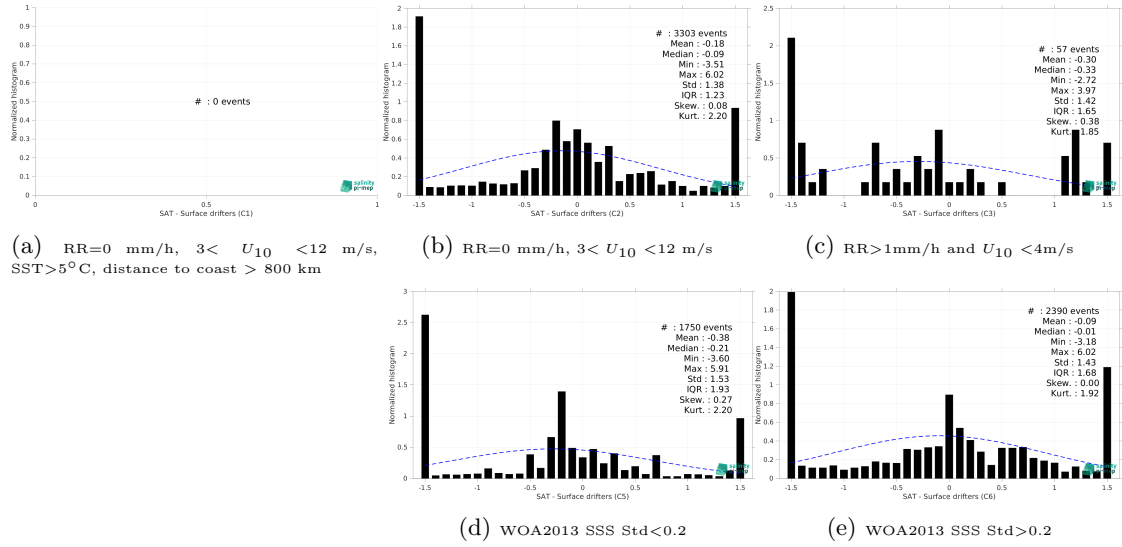 1
0.9
0.8
0.7
0.6
0.5
0.4
0.3
0.2
0.1
0
Normalized histogram
# : 0 events
0 0.5 1
SAT - Surface drifters (C1)
salinity
pi-mep
(a) RR=0 mm/h, 3< U10 <12 m/s,
SST>5°C, distance to coast > 800 km
2
1.8
1.6
1.4
1.2
1
0.8
0.6
0.4
0.2
0
Normalized histogram
# : 3303 events
Mean : -0.18
Median : -0.09
Min : -3.51
Max : 6.02
Std : 1.38
IQR : 1.23
Skew. : 0.08
Kurt. : 2.20
-1.5 -1 -0.5 0 0.5 1 1.5
SAT - Surface drifters (C2)
salinity
pi-mep
(b) RR=0 mm/h, 3< U10 <12 m/s
2.5
2
1.5
1
0.5
0
Normalized histogram
# : 57 events
Mean : -0.30
Median : -0.33
Min : -2.72
Max : 3.97
Std : 1.42
IQR : 1.65
Skew. : 0.38
Kurt. : 1.85
-1.5 -1 -0.5 0 0.5 1 1.5
SAT - Surface drifters (C3)
salinity
pi-mep
(c) RR>1mm/h and U10 <4m/s
3
2.5
2
1.5
1
0.5
0
Normalized histogram
# : 1750 events
Mean : -0.38
Median : -0.21
Min : -3.60
Max : 5.91
Std : 1.53
IQR : 1.93
Skew. : 0.27
Kurt. : 2.20
-1.5 -1 -0.5 0 0.5 1 1.5
SAT - Surface drifters (C5)
salinity
pi-mep
(d) WOA2013 SSS Std<0.2
2
1.8
1.6
1.4
1.2
1
0.8
0.6
0.4
0.2
0
Normalized histogram
# : 2390 events
Mean : -0.09
Median : -0.01
Min : -3.18
Max : 6.02
Std : 1.43
IQR : 1.68
Skew. : 0.00
Kurt. : 1.92
-1.5 -1 -0.5 0 0.5 1 1.5
SAT - Surface drifters (C6)
salinity
pi-mep
(e) WOA2013 SSS Std>0.2